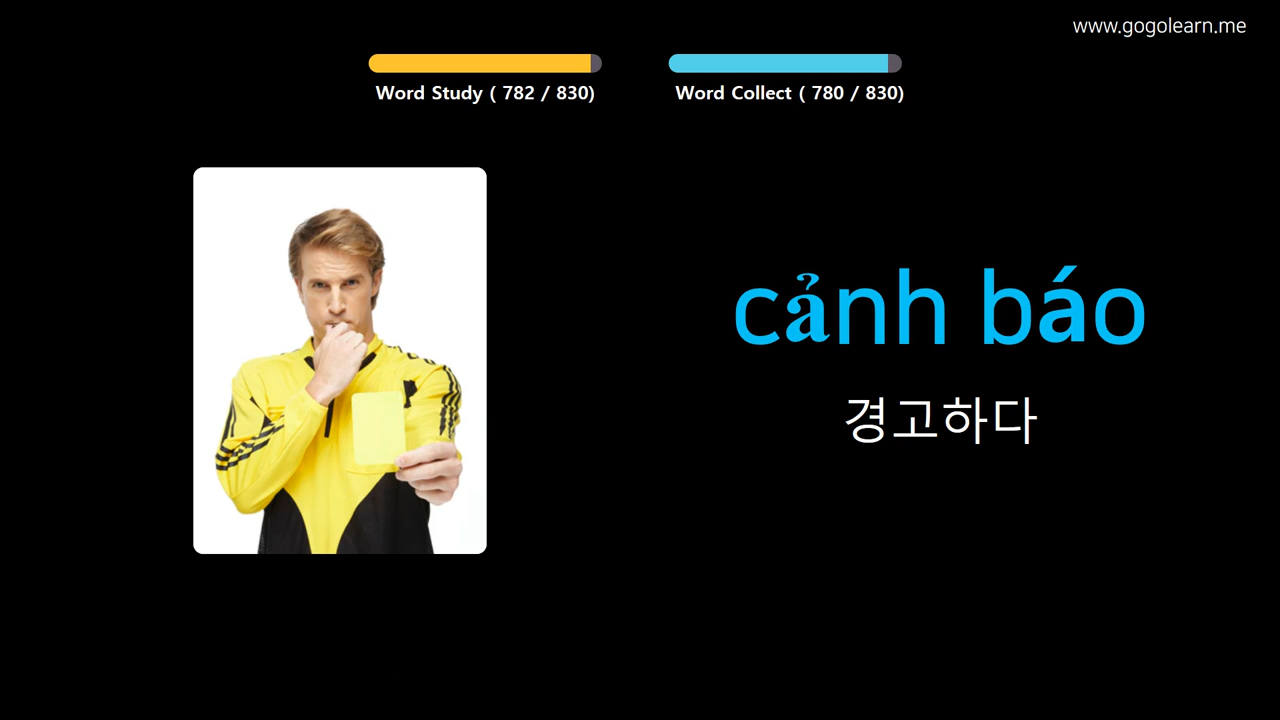 www.gogolearn.me
Word Study ( 782 / 830)
Word Collect ( 780 / 830)
cảnh báo
경고하다